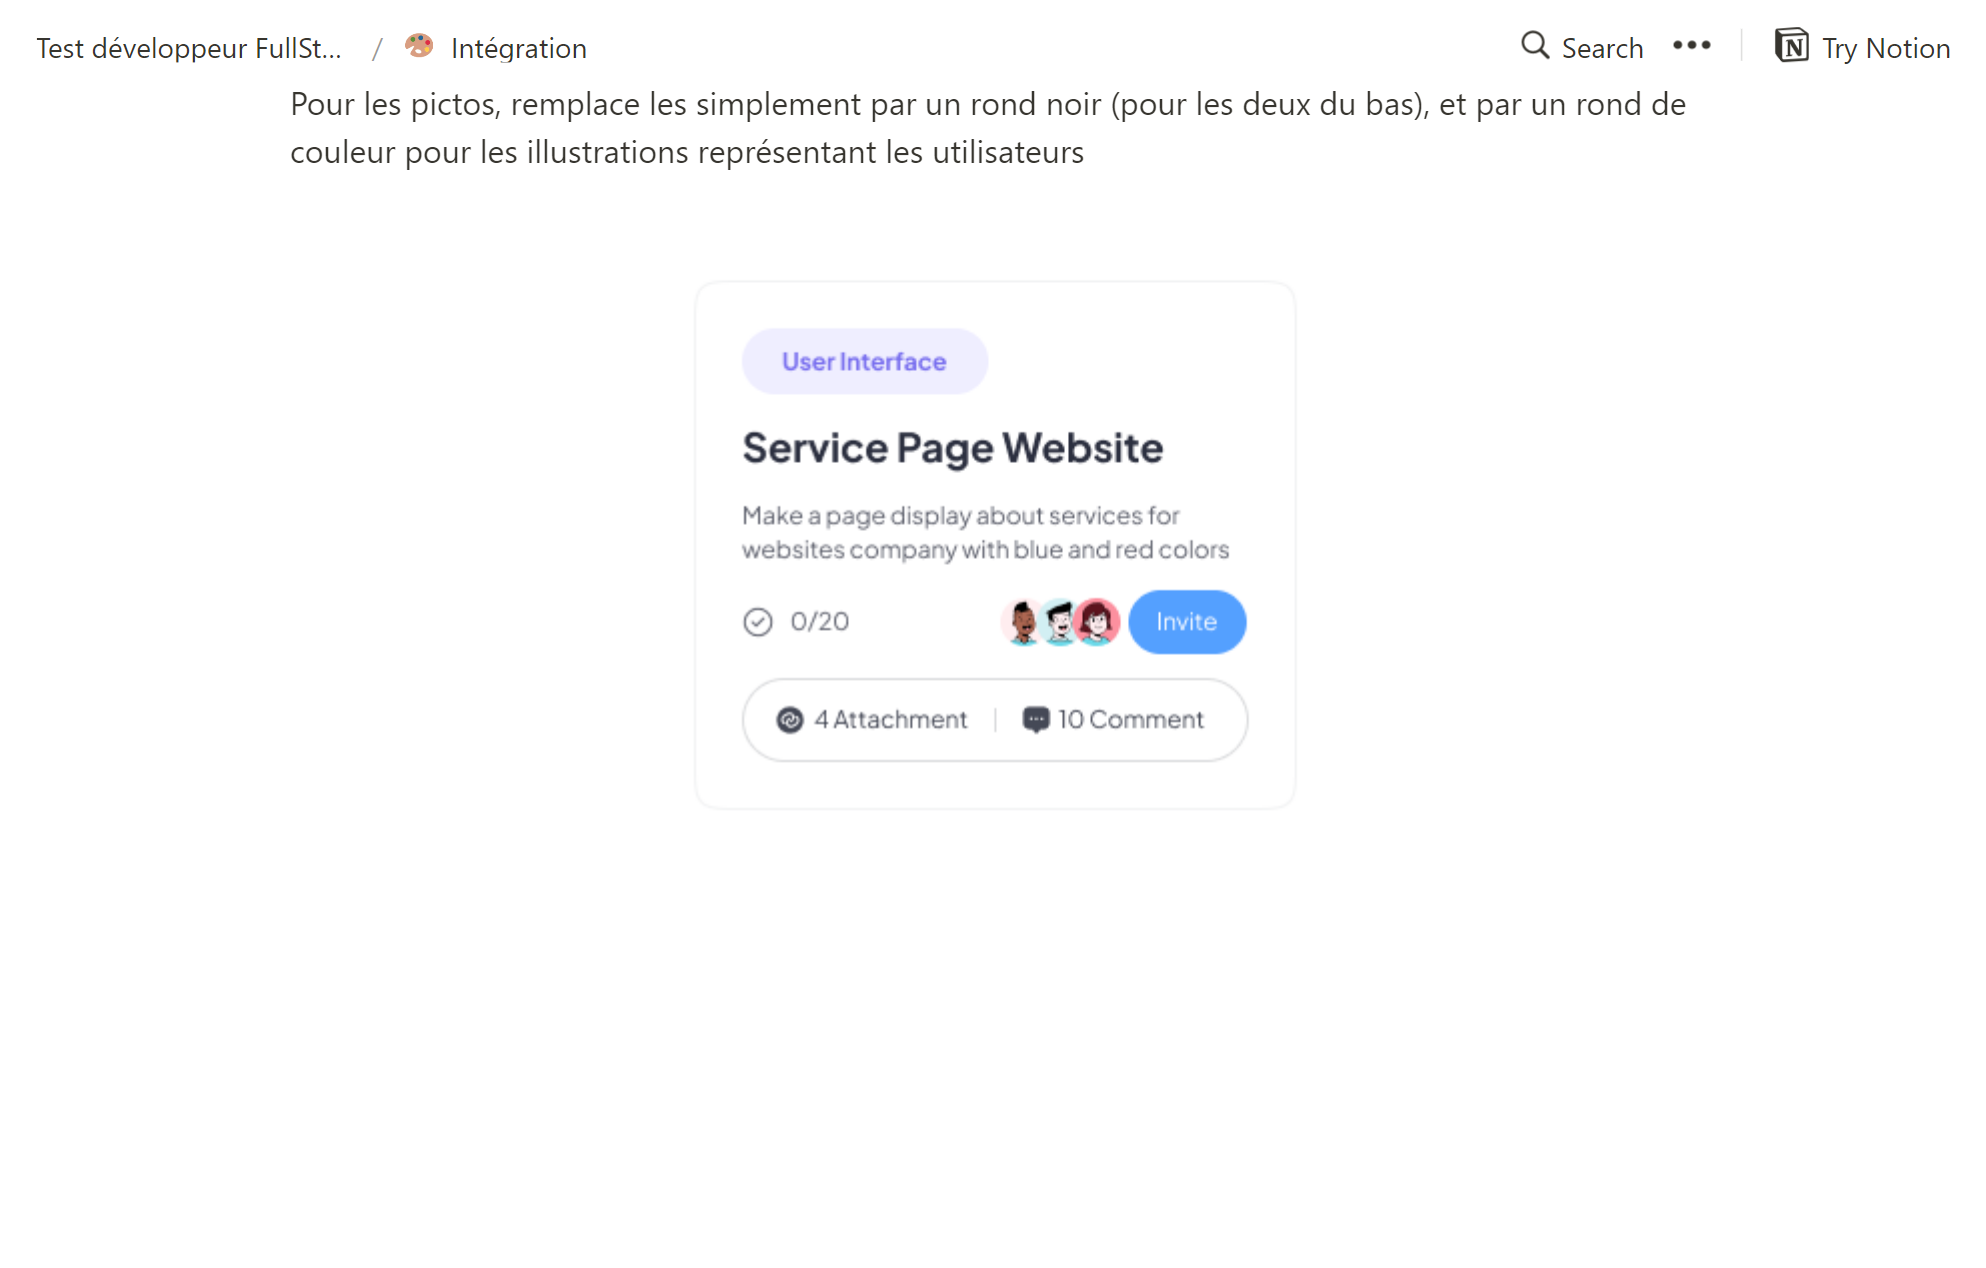 Test développeur FullSt... / Intégration
Search ••• Try Notion
Pour les pictos, remplace les simplement par un rond noir (pour les deux du bas), et par un rond de
couleur pour les illustrations représentant les utilisateurs
User Interface
Service Page Website
Make a page display about services for
websites company with blue and red colors
0/20
Invite
4 Attachment
10 Comment